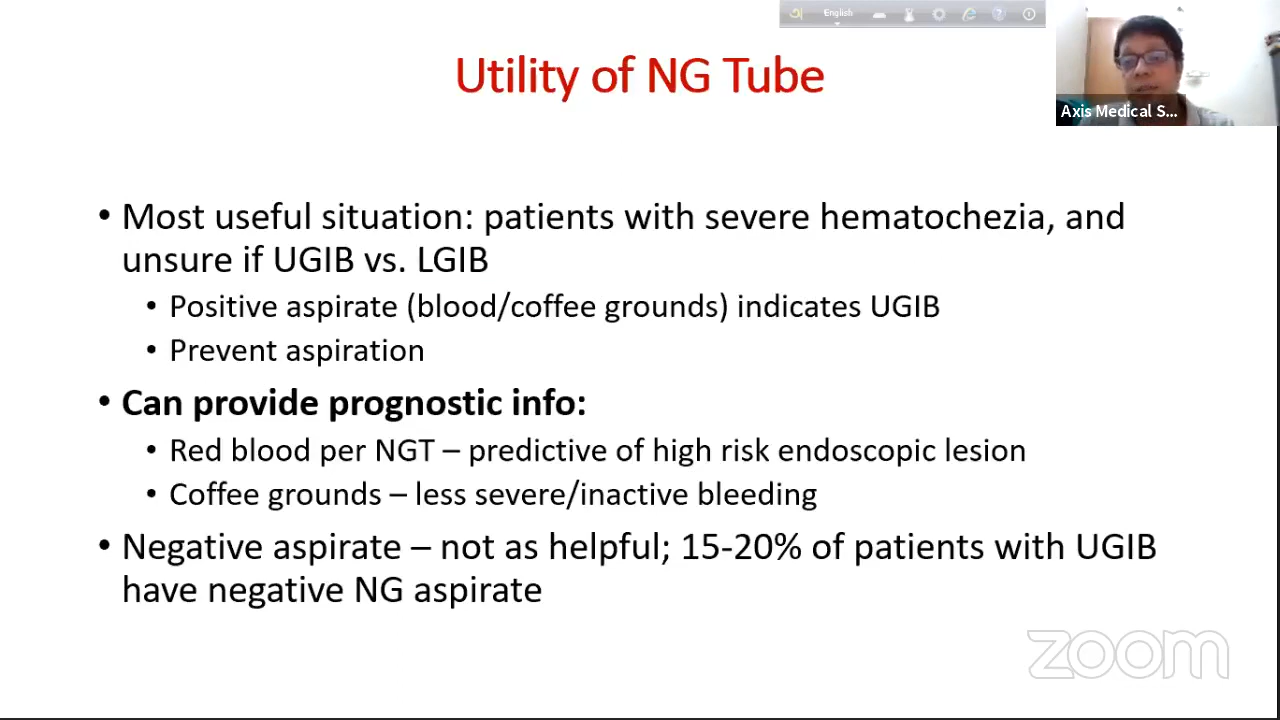 English
Utility of NG Tube
Axis Medical S...
• Most useful situation: patients with severe hematochezia, and
unsure if UGIB vs. LGIB
• Positive aspirate (blood/coffee grounds) indicates UGIB
• Prevent aspiration
• Can provide prognostic info:
• Red blood per NGT – predictive of high risk endoscopic lesion
• Coffee grounds – less severe/inactive bleeding
• Negative aspirate – not as helpful; 15-20% of patients with UGIB
have negative NG aspirate
zoom